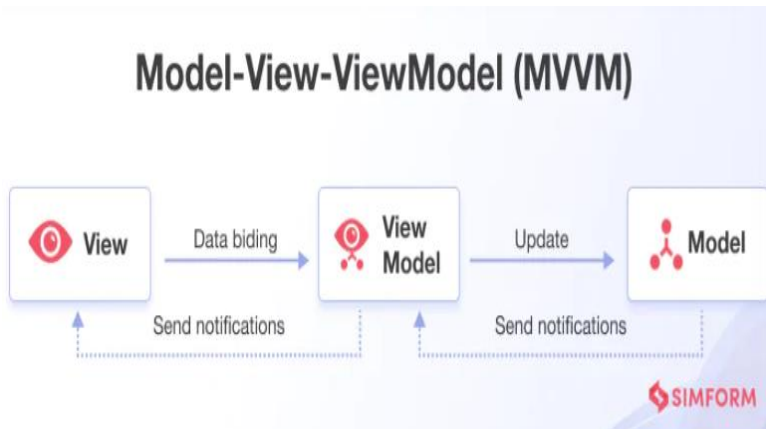 Model-View-ViewModel (MVVM)
View
Data biding
View
Model
Update
Model
Send notifications
Send notifications
SIMFORM